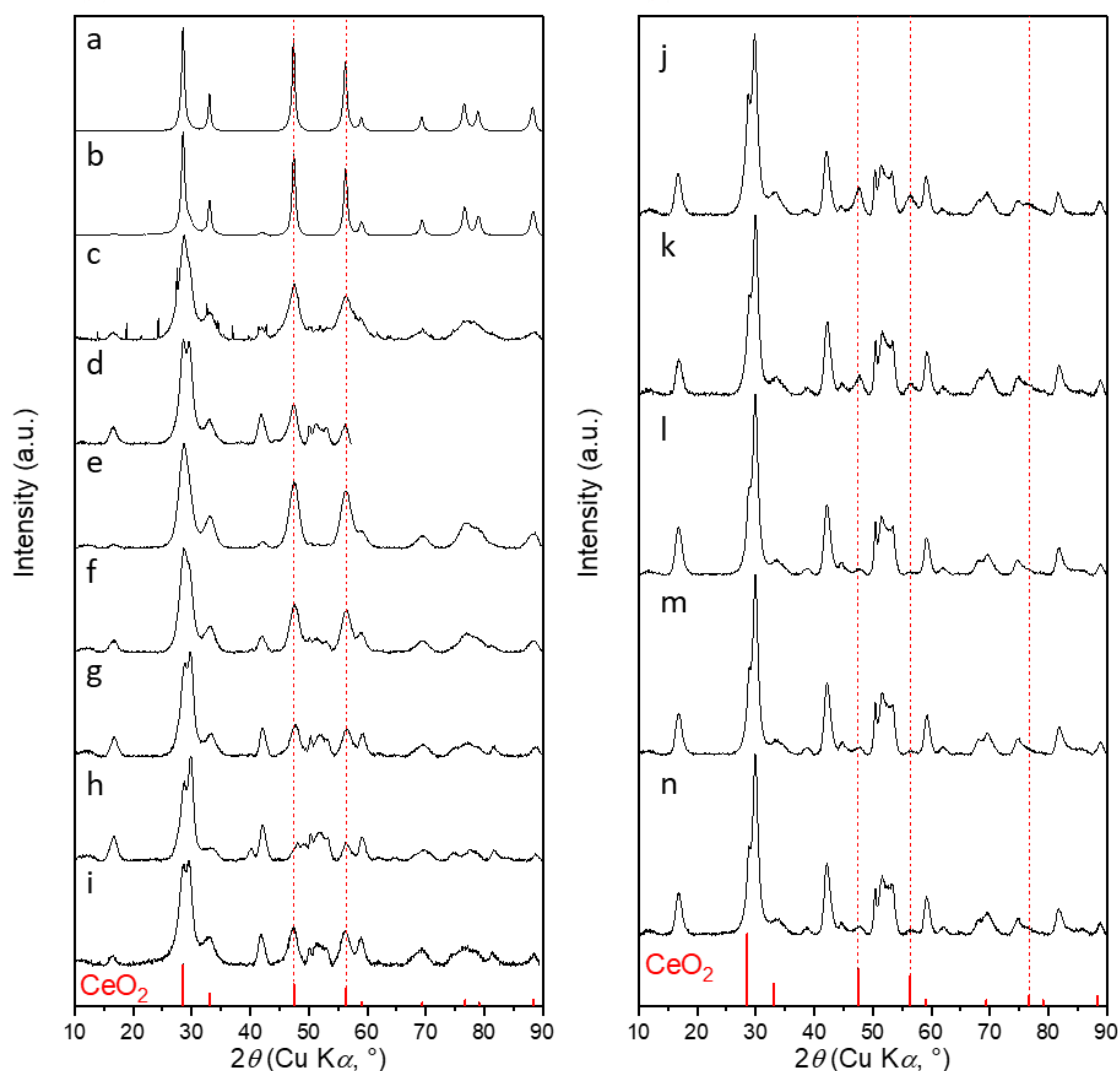 a
b
c
d
e
f
g
h
i
CeO₂
10 20 30 40 50 60 70 80 90
2θ (Cu Kα, °)
Intensity (a.u.)
j
k
l
m
n
CeO₂
10 20 30 40 50 60 70 80 90
2θ (Cu Kα, °)
Intensity (a.u.)